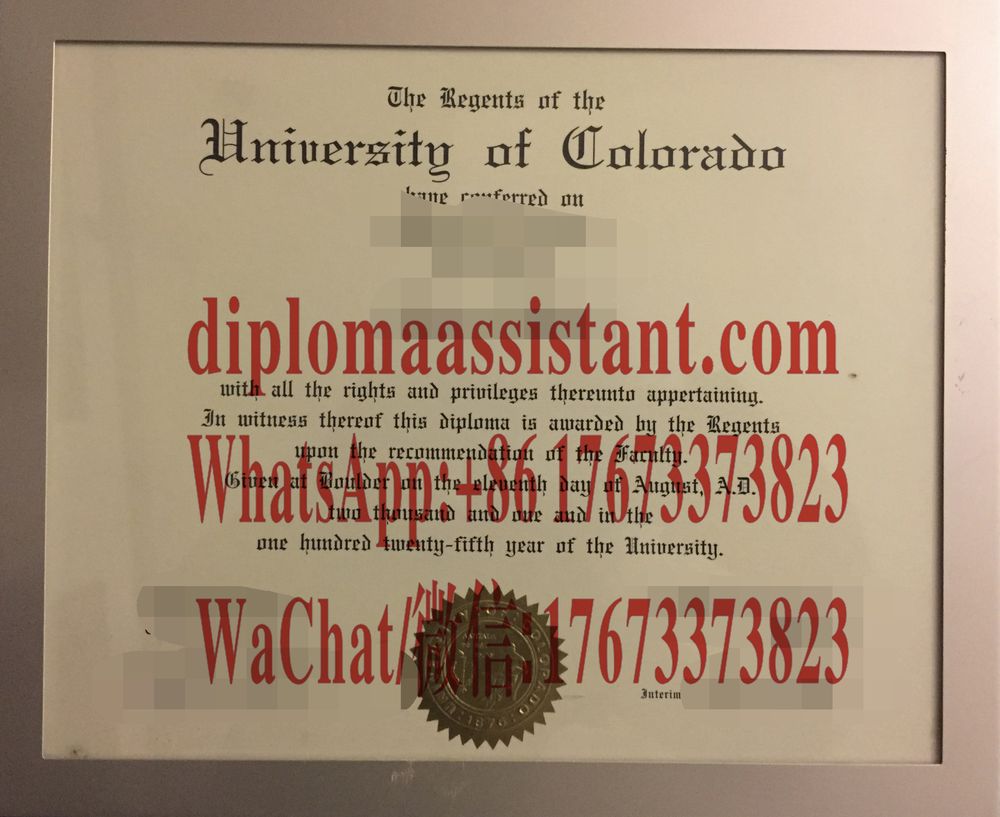 The Regents of the
University of Colorado
have conferred on
diplomaassistant.com
with all the rights and privileges thereunto appertaining.
In witness thereof this diploma is awarded by the Regents
upon the recommendation of the Faculty.
WhatsApp:+86 17673373823
Given at Boulder on the eleventh day of August, A.D.
two thousand and one and in the
one hundred twenty-fifth year of the University.
WaChat/微信:17673373823
Interim
1876